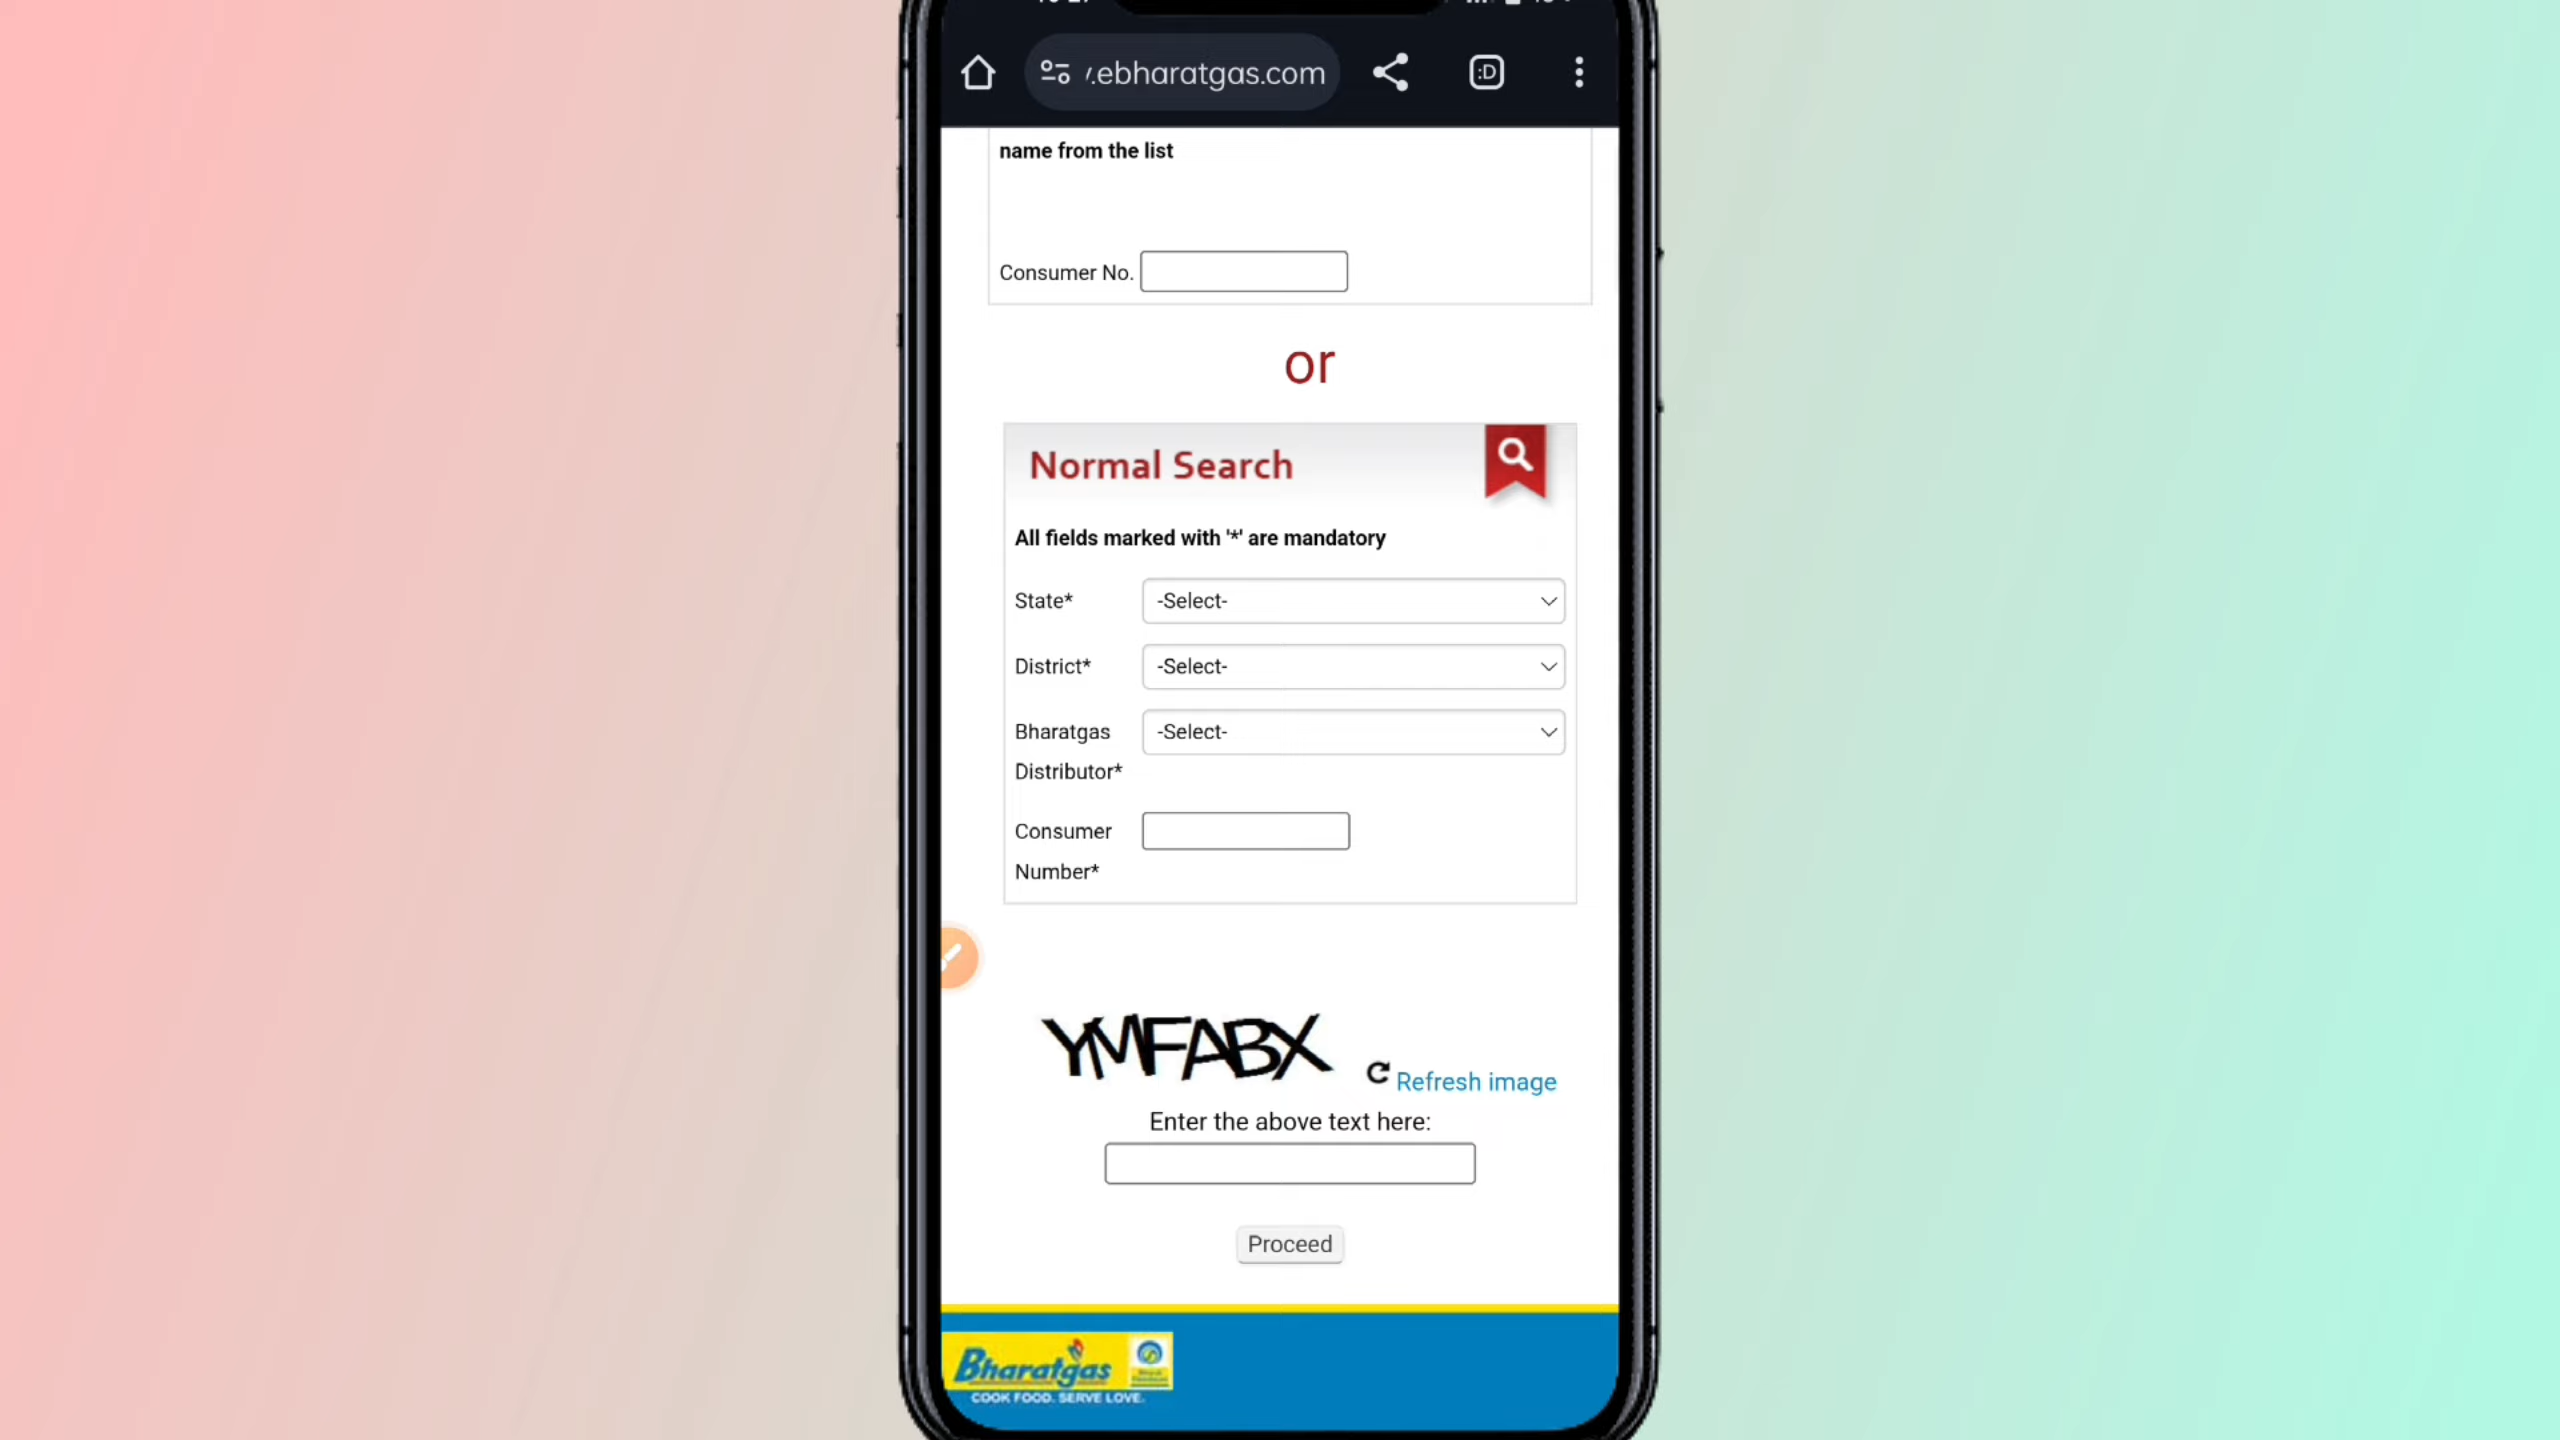 .ebharatgas.com
:D
name from the list
Consumer No.
or
Normal Search
All fields marked with '*' are mandatory
State* -Select-
District* -Select-
Bharatgas -Select-
Distributor*
Consumer
Number*
YMFABX
Refresh image
Enter the above text here:
Proceed
Bharatgas
COOK FOOD. SERVE LOVE.